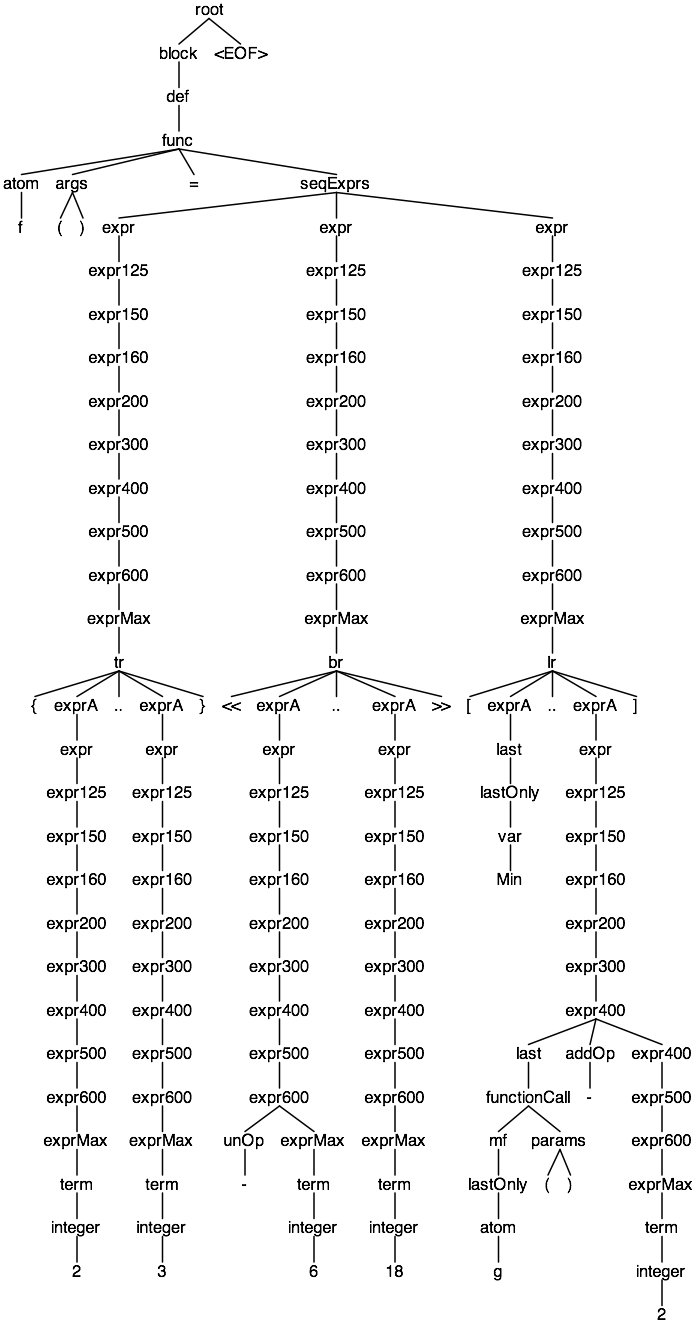 root
block <EOF>
def
func
atom args = seqExprs
f ( ) expr expr expr
expr125 expr125 expr125
expr150 expr150 expr150
expr160 expr160 expr160
expr200 expr200 expr200
expr300 expr300 expr300
expr400 expr400 expr400
expr500 expr500 expr500
expr600 expr600 expr600
exprMax exprMax exprMax
tr br lr
{ exprA .. exprA } << exprA .. exprA >> [ exprA .. exprA ]
expr expr expr expr last expr
expr125 expr125 expr125 expr125 lastOnly expr125
expr150 expr150 expr150 expr150 var expr150
expr160 expr160 expr160 expr160 Min expr160
expr200 expr200 expr200 expr200 expr200
expr300 expr300 expr300 expr300 expr300
expr400 expr400 expr400 expr400 expr400
expr500 expr500 expr500 expr500 last addOp expr400
expr600 expr600 expr600 expr600 functionCall - expr500
exprMax exprMax unOp exprMax exprMax mf params expr600
term term - term term lastOnly ( ) exprMax
integer integer integer integer atom term
2 3 6 18 g integer
2